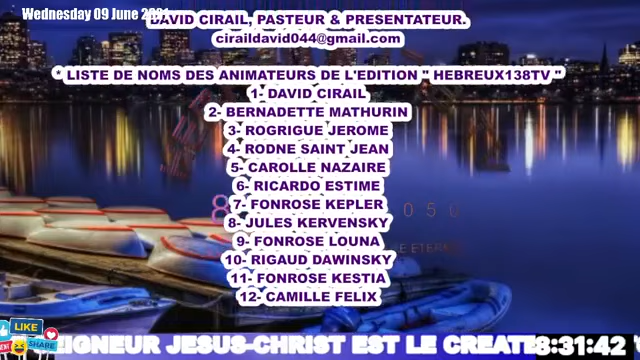 Wednesday 09 June 2021
DAVID CIRAIL, PASTEUR & PRESENTATEUR.
ciraildavid044@gmail.com
* LISTE DE NOMS DES ANIMATEURS DE L'EDITION " HEBREUX138TV "
1- DAVID CIRAIL
2- BERNADETTE MATHURIN
3- ROGRIGUE JEROME
4- RODNE SAINT JEAN
5- CAROLLE NAZAIRE
6- RICARDO ESTIME
7- FONROSE KEPLER
8- JULES KERVENSKY
9- FONROSE LOUNA
10- RIGAUD DAWINSKY
11- FONROSE KESTIA
12- CAMILLE FELIX
LIKE
SHARE
EIGNEUR JESUS-CHRIST EST LE CREATE
8:31:42